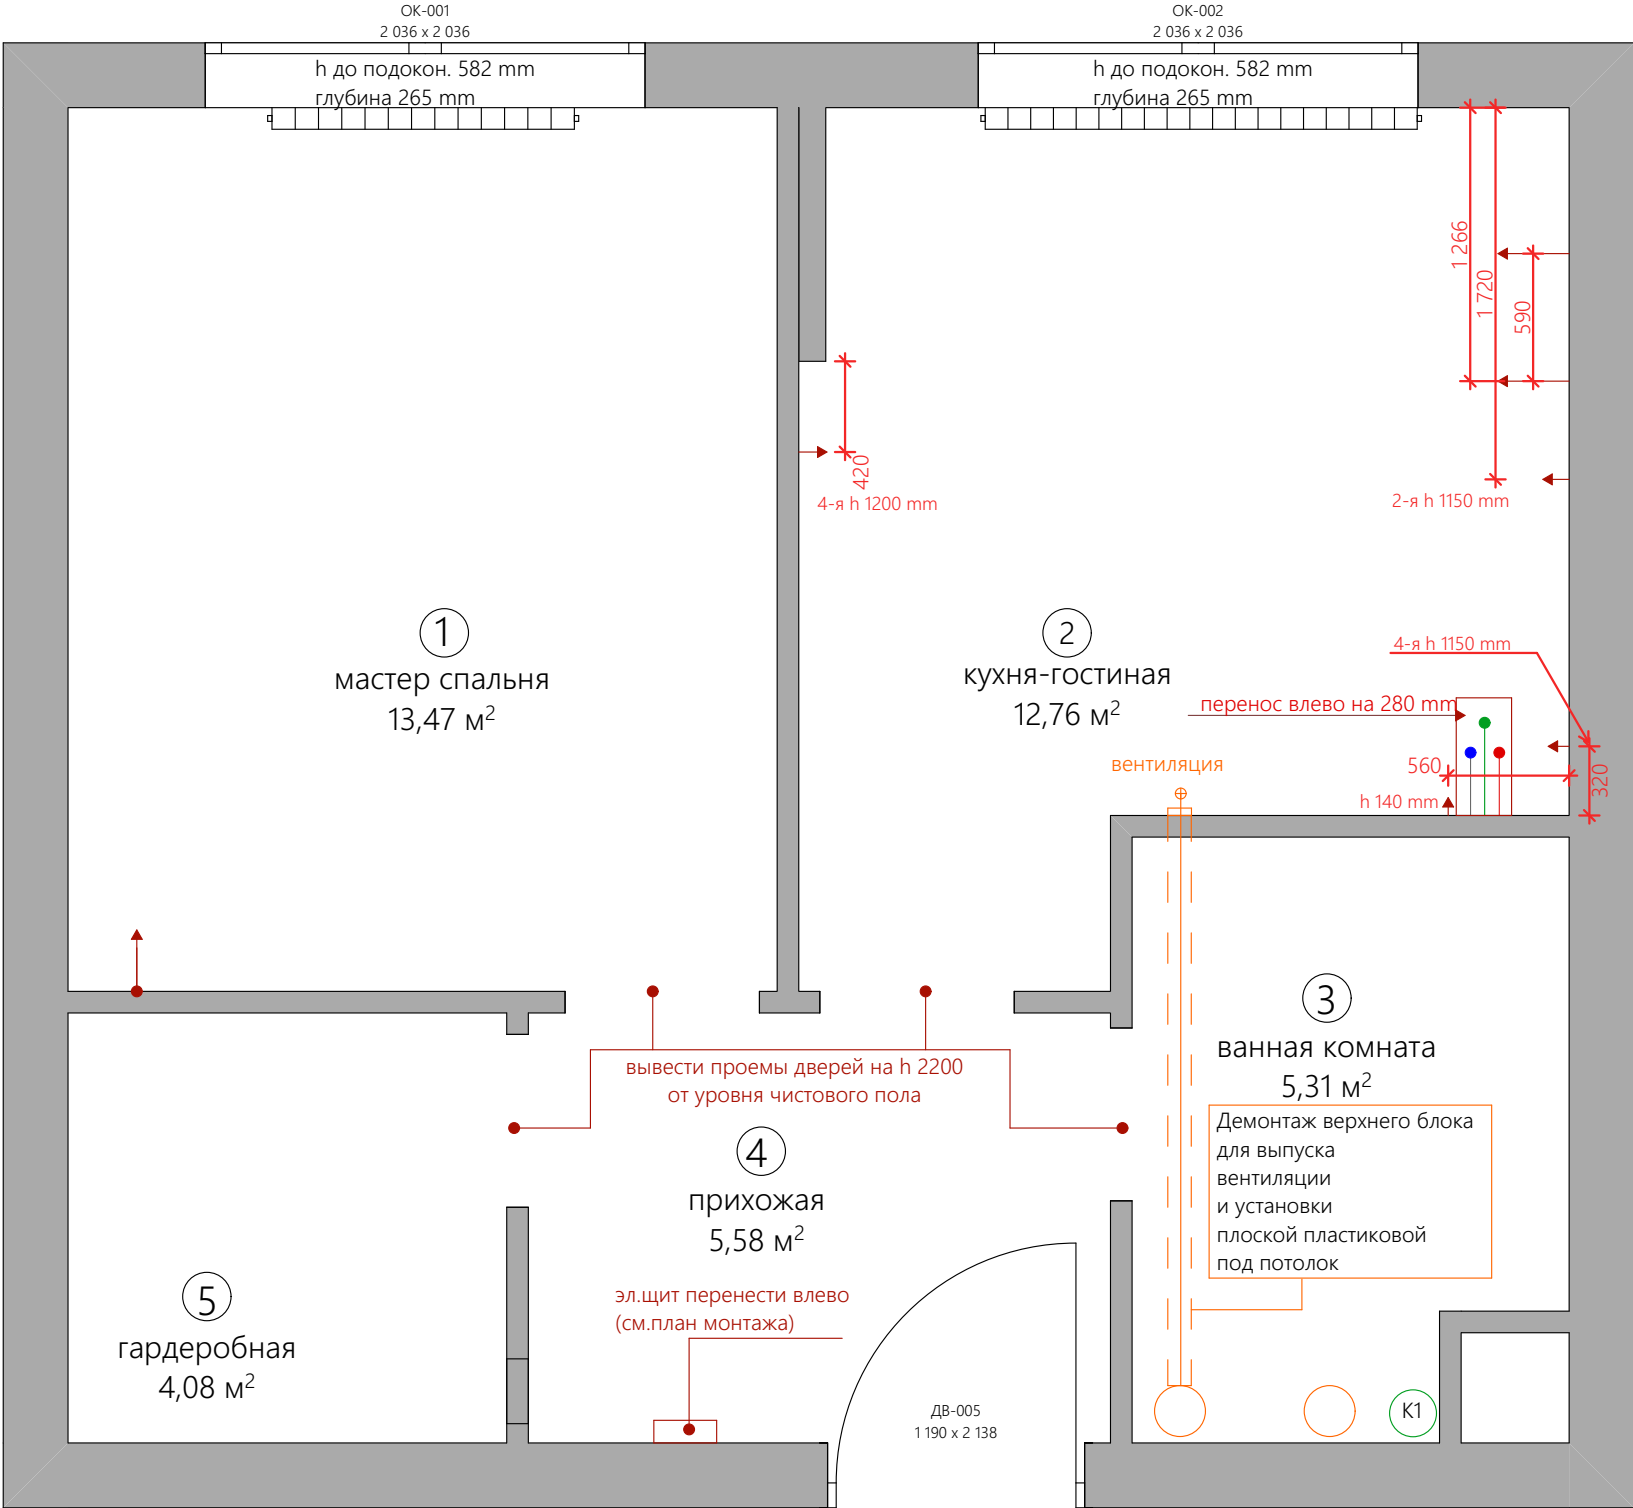 ОК-001
2 036 x 2 036
ОК-002
2 036 x 2 036
h до подокон. 582 mm
глубина 265 mm
h до подокон. 582 mm
глубина 265 mm
1 266
1 720
590
420
4-я h 1200 mm
2-я h 1150 mm
1
мастер спальня
13,47 м²
2
кухня-гостиная
12,76 м²
4-я h 1150 mm
перенос влево на 280 mm
вентиляция
560
320
h 140 mm
3
ванная комната
5,31 м²
вывести проемы дверей на h 2200
от уровня чистового пола
Демонтаж верхнего блока
для выпуска
вентиляции
и установки
плоской пластиковой
под потолок
4
прихожая
5,58 м²
эл.щит перенести влево
(см.план монтажа)
5
гардеробная
4,08 м²
ДВ-005
1 190 x 2 138
К1